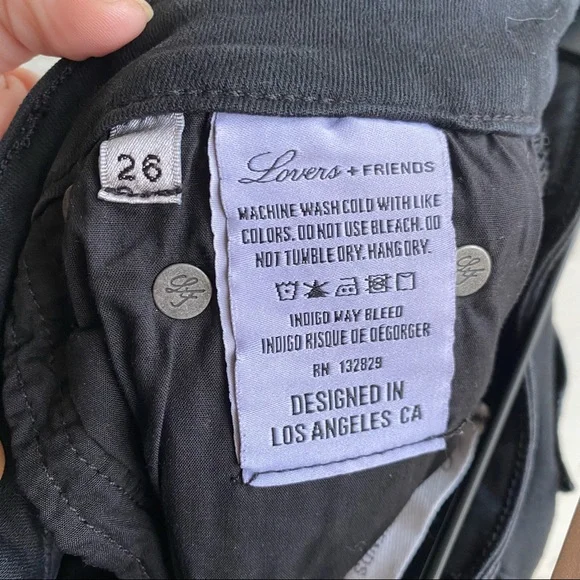 26
Lovers + FRIENDS
MACHINE WASH COLD WITH LIKE
COLORS. DO NOT USE BLEACH. DO
NOT TUMBLE DRY. HANG DRY.
INDIGO MAY BLEED
INDIGO RISQUE DE DÉGORGER
RN 132829
DESIGNED IN
LOS ANGELES CA
L+F